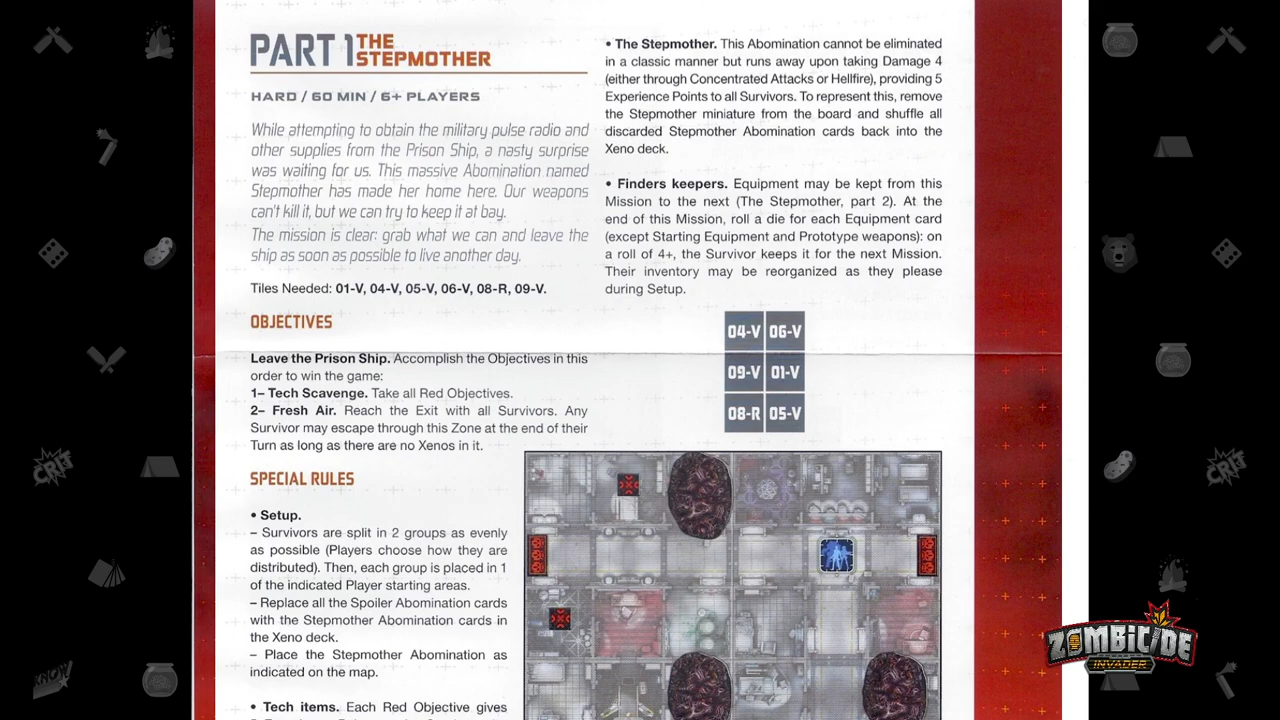 PART 1 THE
STEPMOTHER
HARD / 60 MIN / 6+ PLAYERS
While attempting to obtain the military pulse radio and
other supplies from the Prison Ship, a nasty surprise
was waiting for us. This massive Abomination named
Stepmother has made her home here. Our weapons
can't kill it, but we can try to keep it at bay.
The mission is clear: grab what we can and leave the
ship as soon as possible to live another day.
Tiles Needed: 01-V, 04-V, 05-V, 06-V, 08-R, 09-V.
OBJECTIVES
Leave the Prison Ship. Accomplish the Objectives in this
order to win the game:
1– Tech Scavenge. Take all Red Objectives.
2– Fresh Air. Reach the Exit with all Survivors. Any
Survivor may escape through this Zone at the end of their
Turn as long as there are no Xenos in it.
SPECIAL RULES
• Setup.
– Survivors are split in 2 groups as evenly
as possible (Players choose how they are
distributed). Then, each group is placed in 1
of the indicated Player starting areas.
– Replace all the Spoiler Abomination cards
with the Stepmother Abomination cards in
the Xeno deck.
– Place the Stepmother Abomination as
indicated on the map.
• Tech items. Each Red Objective gives
• The Stepmother. This Abomination cannot be eliminated
in a classic manner but runs away upon taking Damage 4
(either through Concentrated Attacks or Hellfire), providing 5
Experience Points to all Survivors. To represent this, remove
the Stepmother miniature from the board and shuffle all
discarded Stepmother Abomination cards back into the
Xeno deck.
• Finders keepers. Equipment may be kept from this
Mission to the next (The Stepmother, part 2). At the
end of this Mission, roll a die for each Equipment card
(except Starting Equipment and Prototype weapons): on
a roll of 4+, the Survivor keeps it for the next Mission.
Their inventory may be reorganized as they please
during Setup.
04-V 06-V
09-V 01-V
08-R 05-V
CRIT
CRIT
KNOW
ZOMBICIDE
INVADER